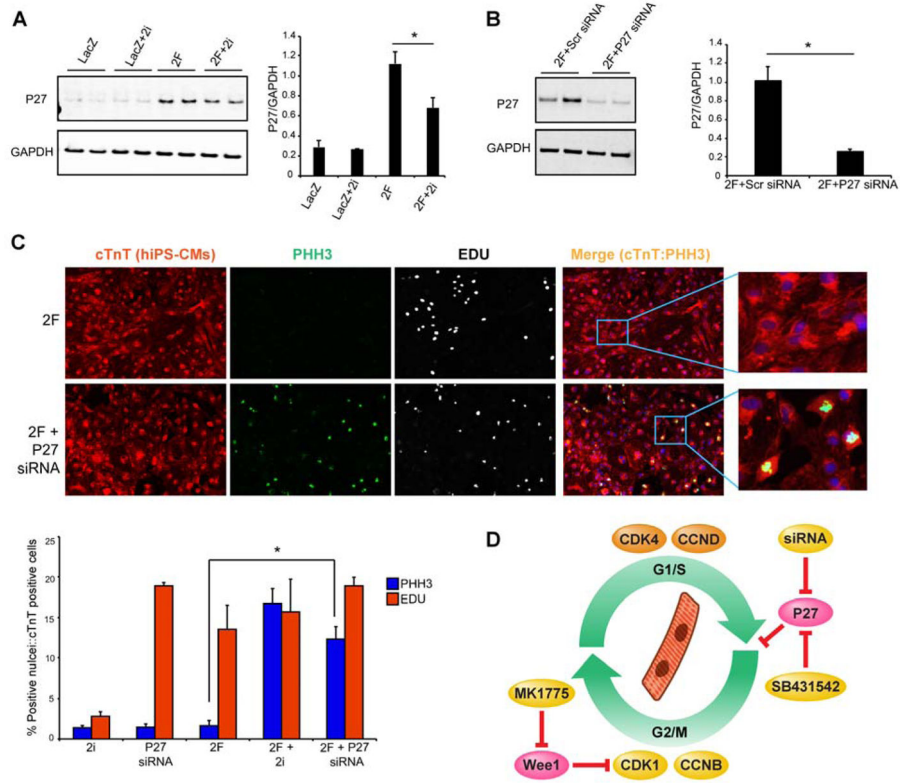 A
LacZ
LacZ+2i
2F
2F+2i
P27
GAPDH
P27/GAPDH
1.4
1.2
1.0
0.8
0.6
0.4
0.2
0
*
LacZ
LacZ+2i
2F
2F+2i
B
2F+Scr siRNA
2F+P27 siRNA
P27
GAPDH
P27/GAPDH
1.4
1.2
1.0
0.8
0.6
0.4
0.2
0
*
2F+Scr siRNA
2F+P27 siRNA
C
cTnT (hiPS-CMs)
PHH3
EDU
Merge (cTnT:PHH3)
2F
2F +
P27
siRNA
% Positive nulcei::cTnT positive cells
25
20
15
10
5
0
*
PHH3
EDU
2i
P27
siRNA
2F
2F +
2i
2F + P27
siRNA
D
CDK4
CCND
siRNA
G1/S
P27
MK1775
SB431542
G2/M
Wee1
CDK1
CCNB